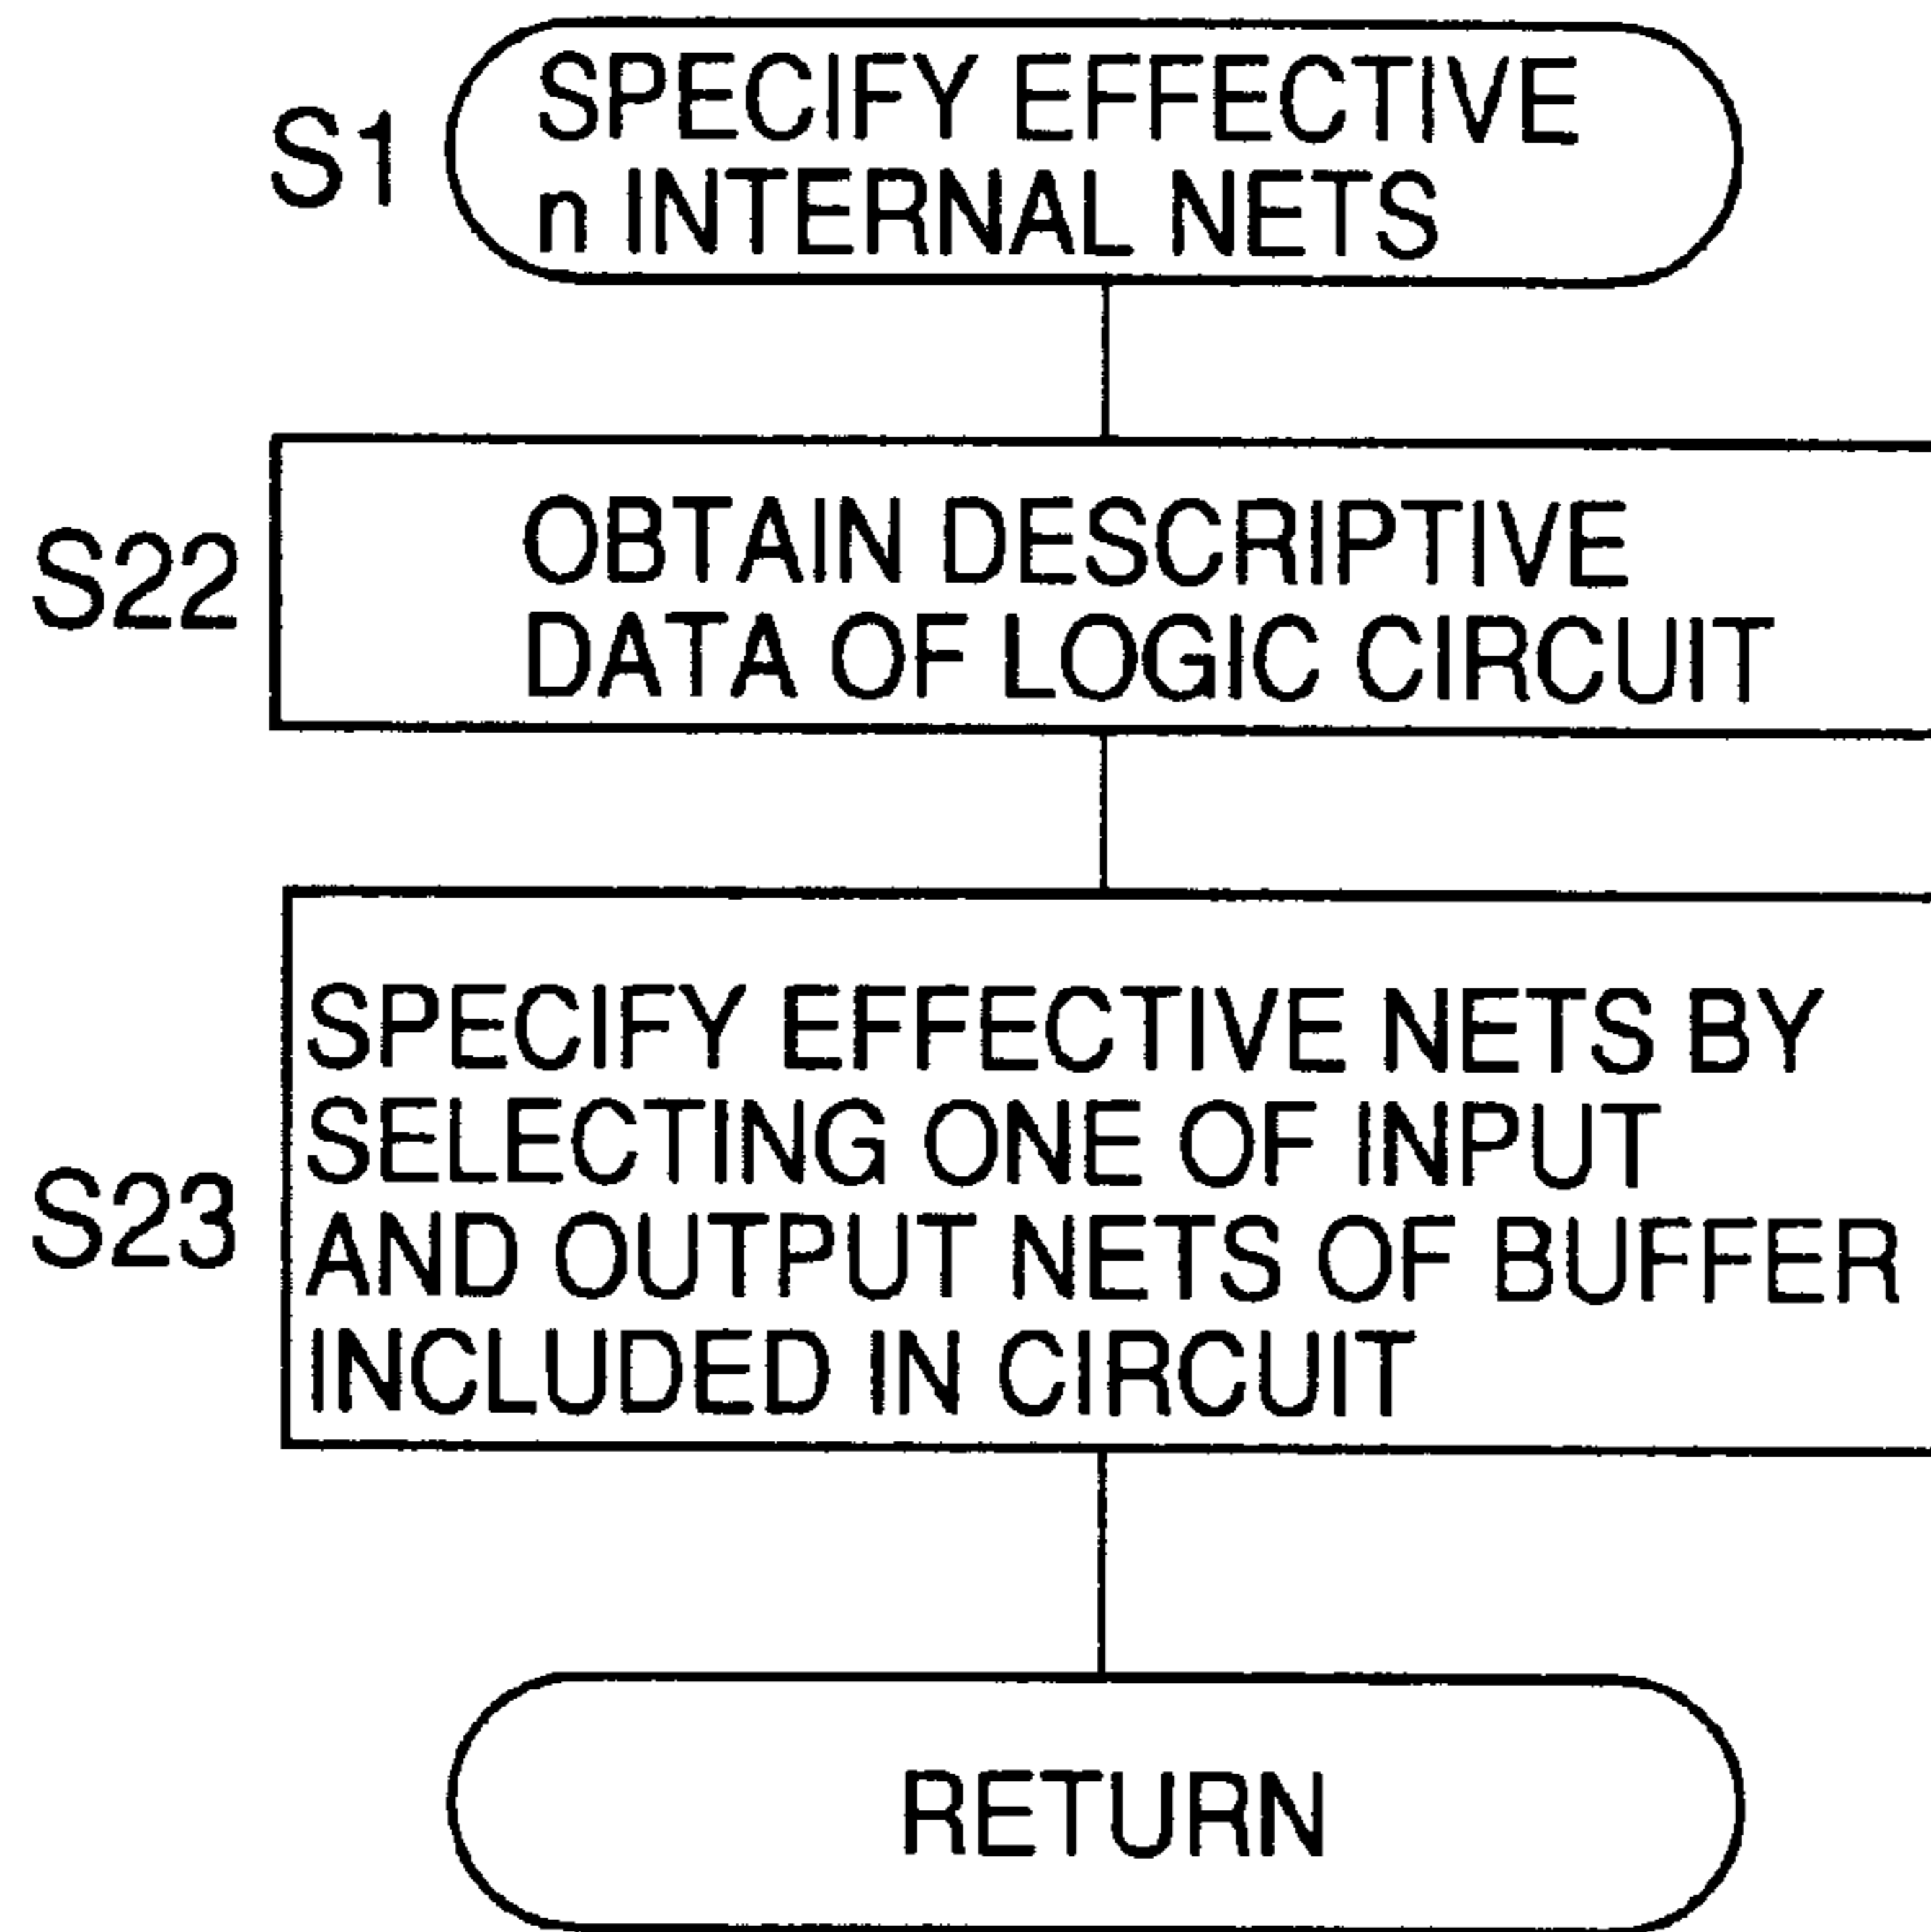 S1
SPECIFY EFFECTIVE
n INTERNAL NETS
S22
OBTAIN DESCRIPTIVE
DATA OF LOGIC CIRCUIT
S23
SPECIFY EFFECTIVE NETS BY
SELECTING ONE OF INPUT
AND OUTPUT NETS OF BUFFER
INCLUDED IN CIRCUIT
RETURN